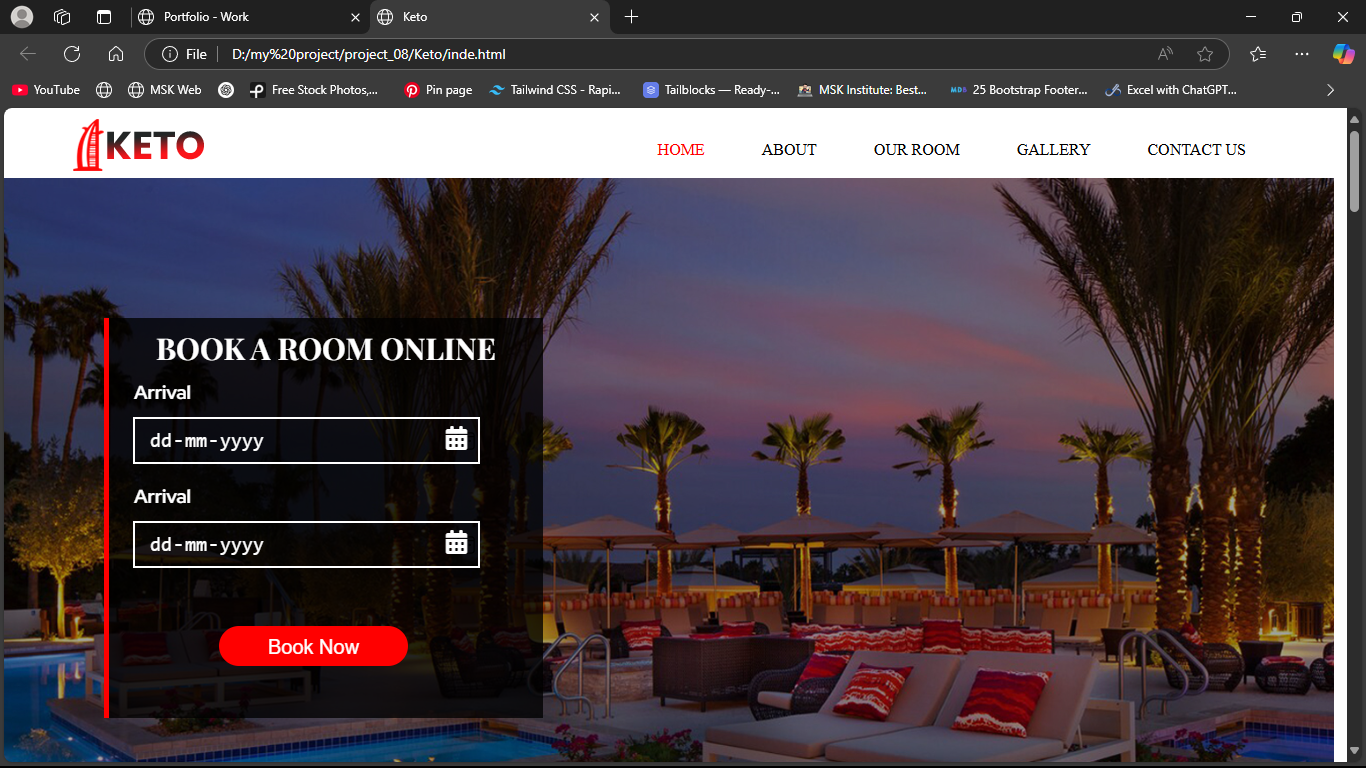 Portfolio - Work
Keto
File
D:/my%20project/project_08/Keto/inde.html
YouTube
MSK Web
Free Stock Photos,...
Pin page
Tailwind CSS - Rapi...
Tailblocks — Ready-...
MSK Institute: Best...
MDB
25 Bootstrap Footer...
Excel with ChatGPT...
KETO
HOME
ABOUT
OUR ROOM
GALLERY
CONTACT US
BOOK A ROOM ONLINE
Arrival
dd-mm-yyyy
Arrival
dd-mm-yyyy
Book Now